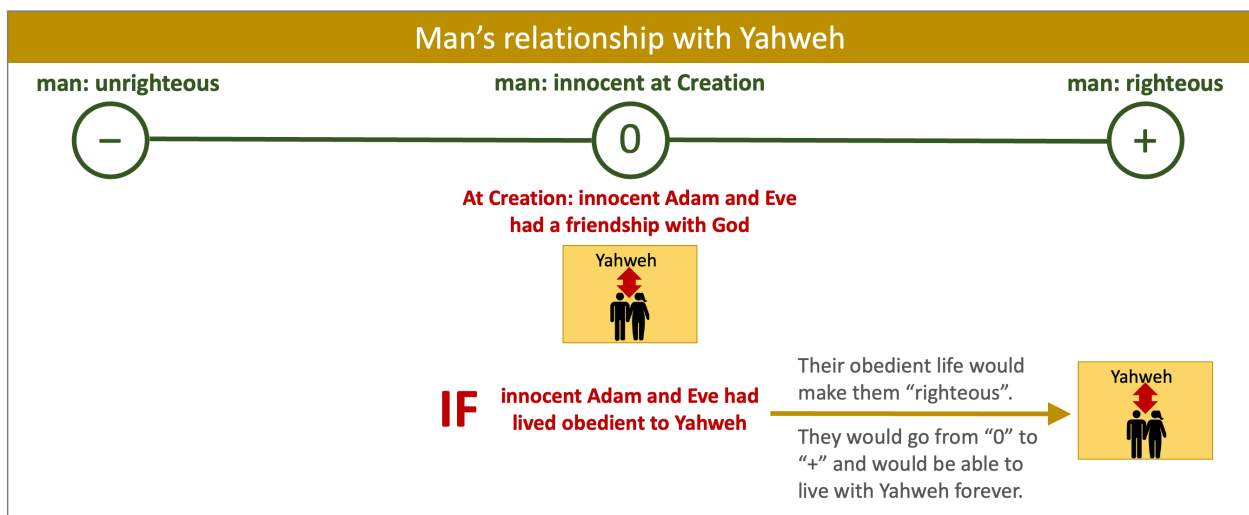 Man’s relationship with Yahweh
man: unrighteous
man: innocent at Creation
man: righteous
–
0
+
At Creation: innocent Adam and Eve
had a friendship with God
Yahweh
IF
innocent Adam and Eve had
lived obedient to Yahweh
Their obedient life would
make them “righteous”.
They would go from “0” to
“+” and would be able to
live with Yahweh forever.
Yahweh